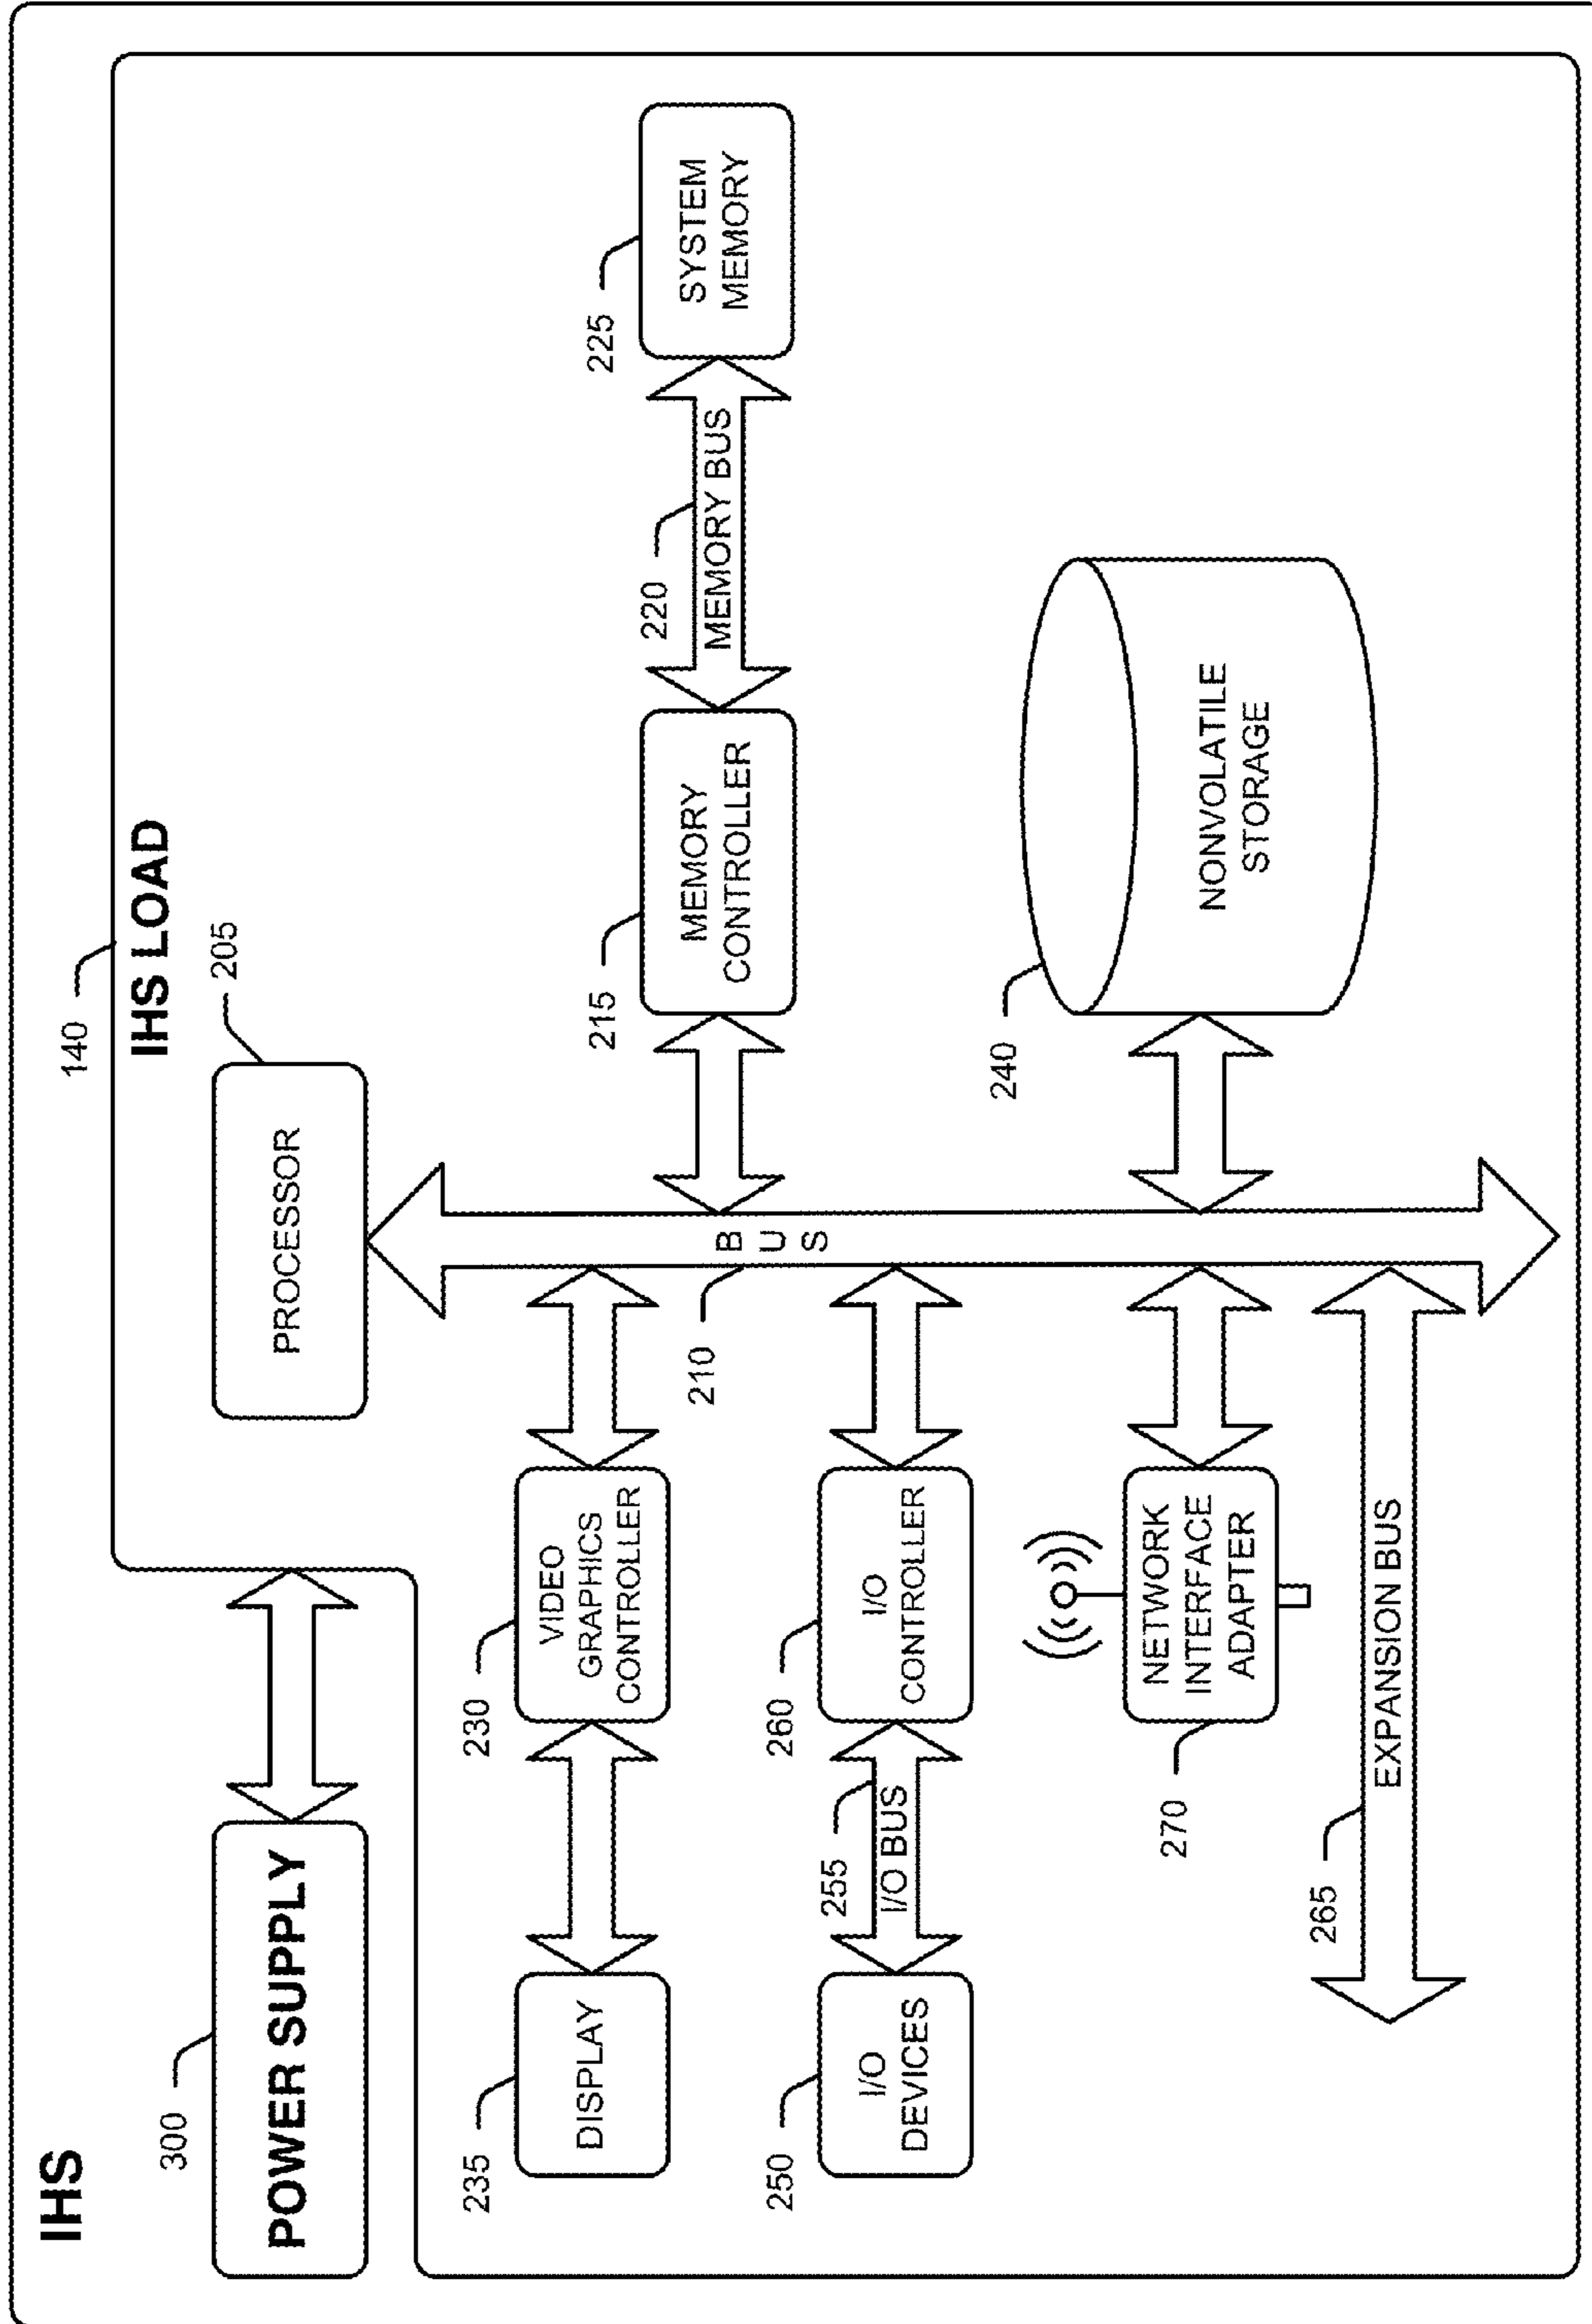 IHS
140
IHS LOAD
300
POWER SUPPLY
205
PROCESSOR
235
DISPLAY
230
VIDEO
GRAPHICS
CONTROLLER
210
B
U
S
215
MEMORY
CONTROLLER
220
MEMORY BUS
225
SYSTEM
MEMORY
250
I/O
DEVICES
255
I/O BUS
260
I/O
CONTROLLER
240
NONVOLATILE
STORAGE
270
NETWORK
INTERFACE
ADAPTER
265
EXPANSION BUS